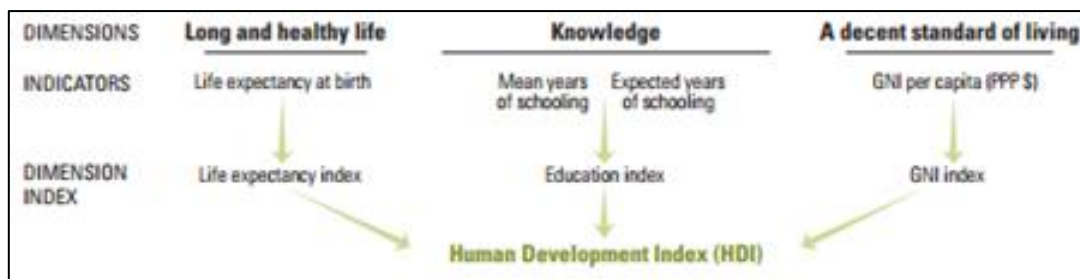 DIMENSIONS Long and healthy life Knowledge A decent standard of living
INDICATORS Life expectancy at birth Mean years Expected years GNI per capita (PPP $)
of schooling of schooling
DIMENSION Life expectancy index Education index GNI index
INDEX
Human Development Index (HDI)